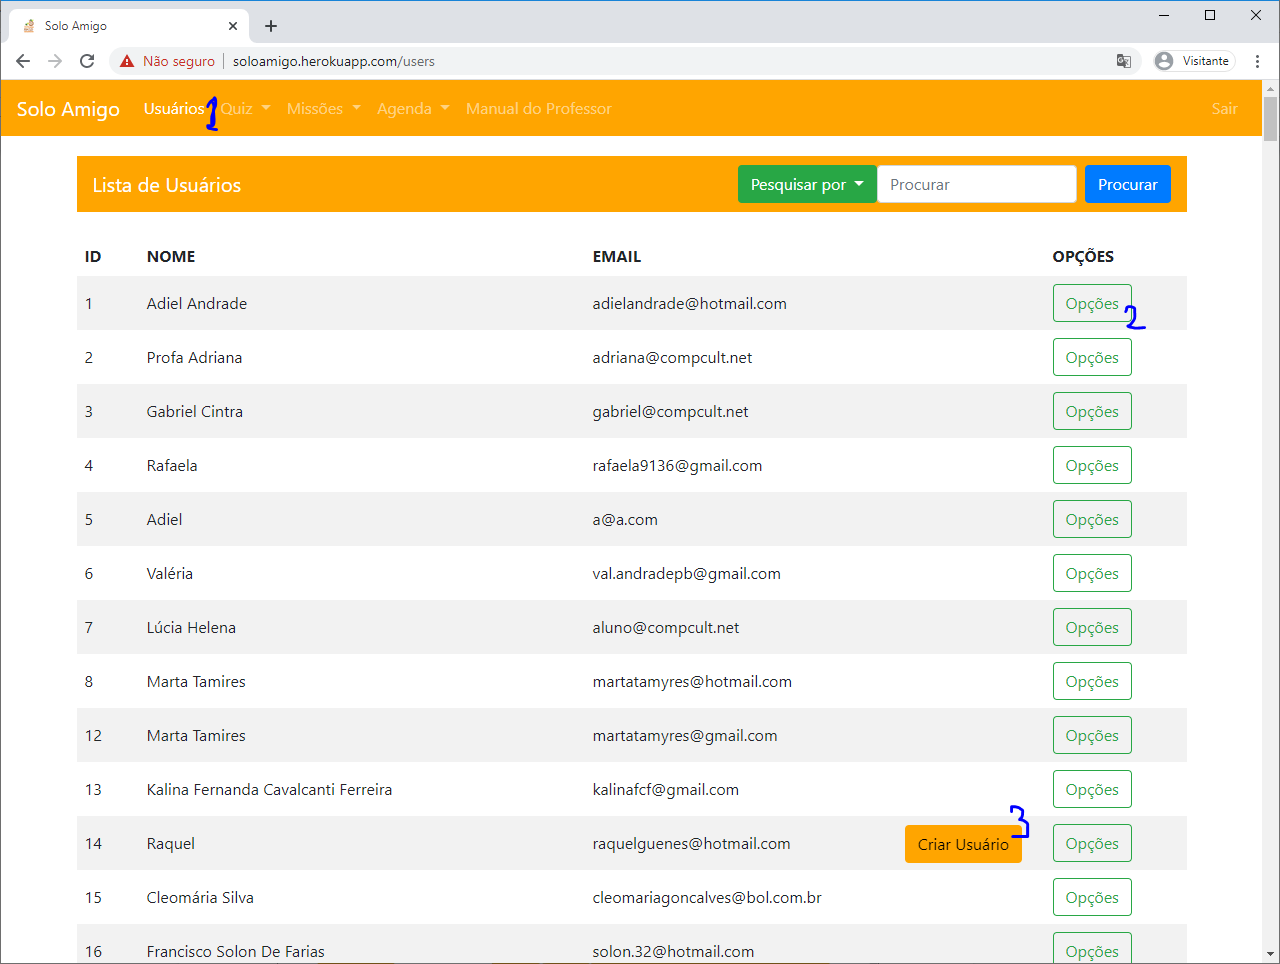 Solo Amigo
Não seguro soloamigo.herokuapp.com/users Visitante
Solo Amigo Usuários 1 Quiz Missões Agenda Manual do Professor Sair
Lista de Usuários Pesquisar por Procurar Procurar
ID NOME EMAIL OPÇÕES
1 Adiel Andrade adielandrade@hotmail.com Opções 2
2 Profa Adriana adriana@compcult.net Opções
3 Gabriel Cintra gabriel@compcult.net Opções
4 Rafaela rafaela9136@gmail.com Opções
5 Adiel a@a.com Opções
6 Valéria val.andradepb@gmail.com Opções
7 Lúcia Helena aluno@compcult.net Opções
8 Marta Tamires martatamyres@hotmail.com Opções
12 Marta Tamires martatamyres@gmail.com Opções
13 Kalina Fernanda Cavalcanti Ferreira kalinafcf@gmail.com Opções
14 Raquel raquelguenes@hotmail.com Criar Usuário 3 Opções
15 Cleomária Silva cleomariagoncalves@bol.com.br Opções
16 Francisco Solon De Farias solon.32@hotmail.com Opções